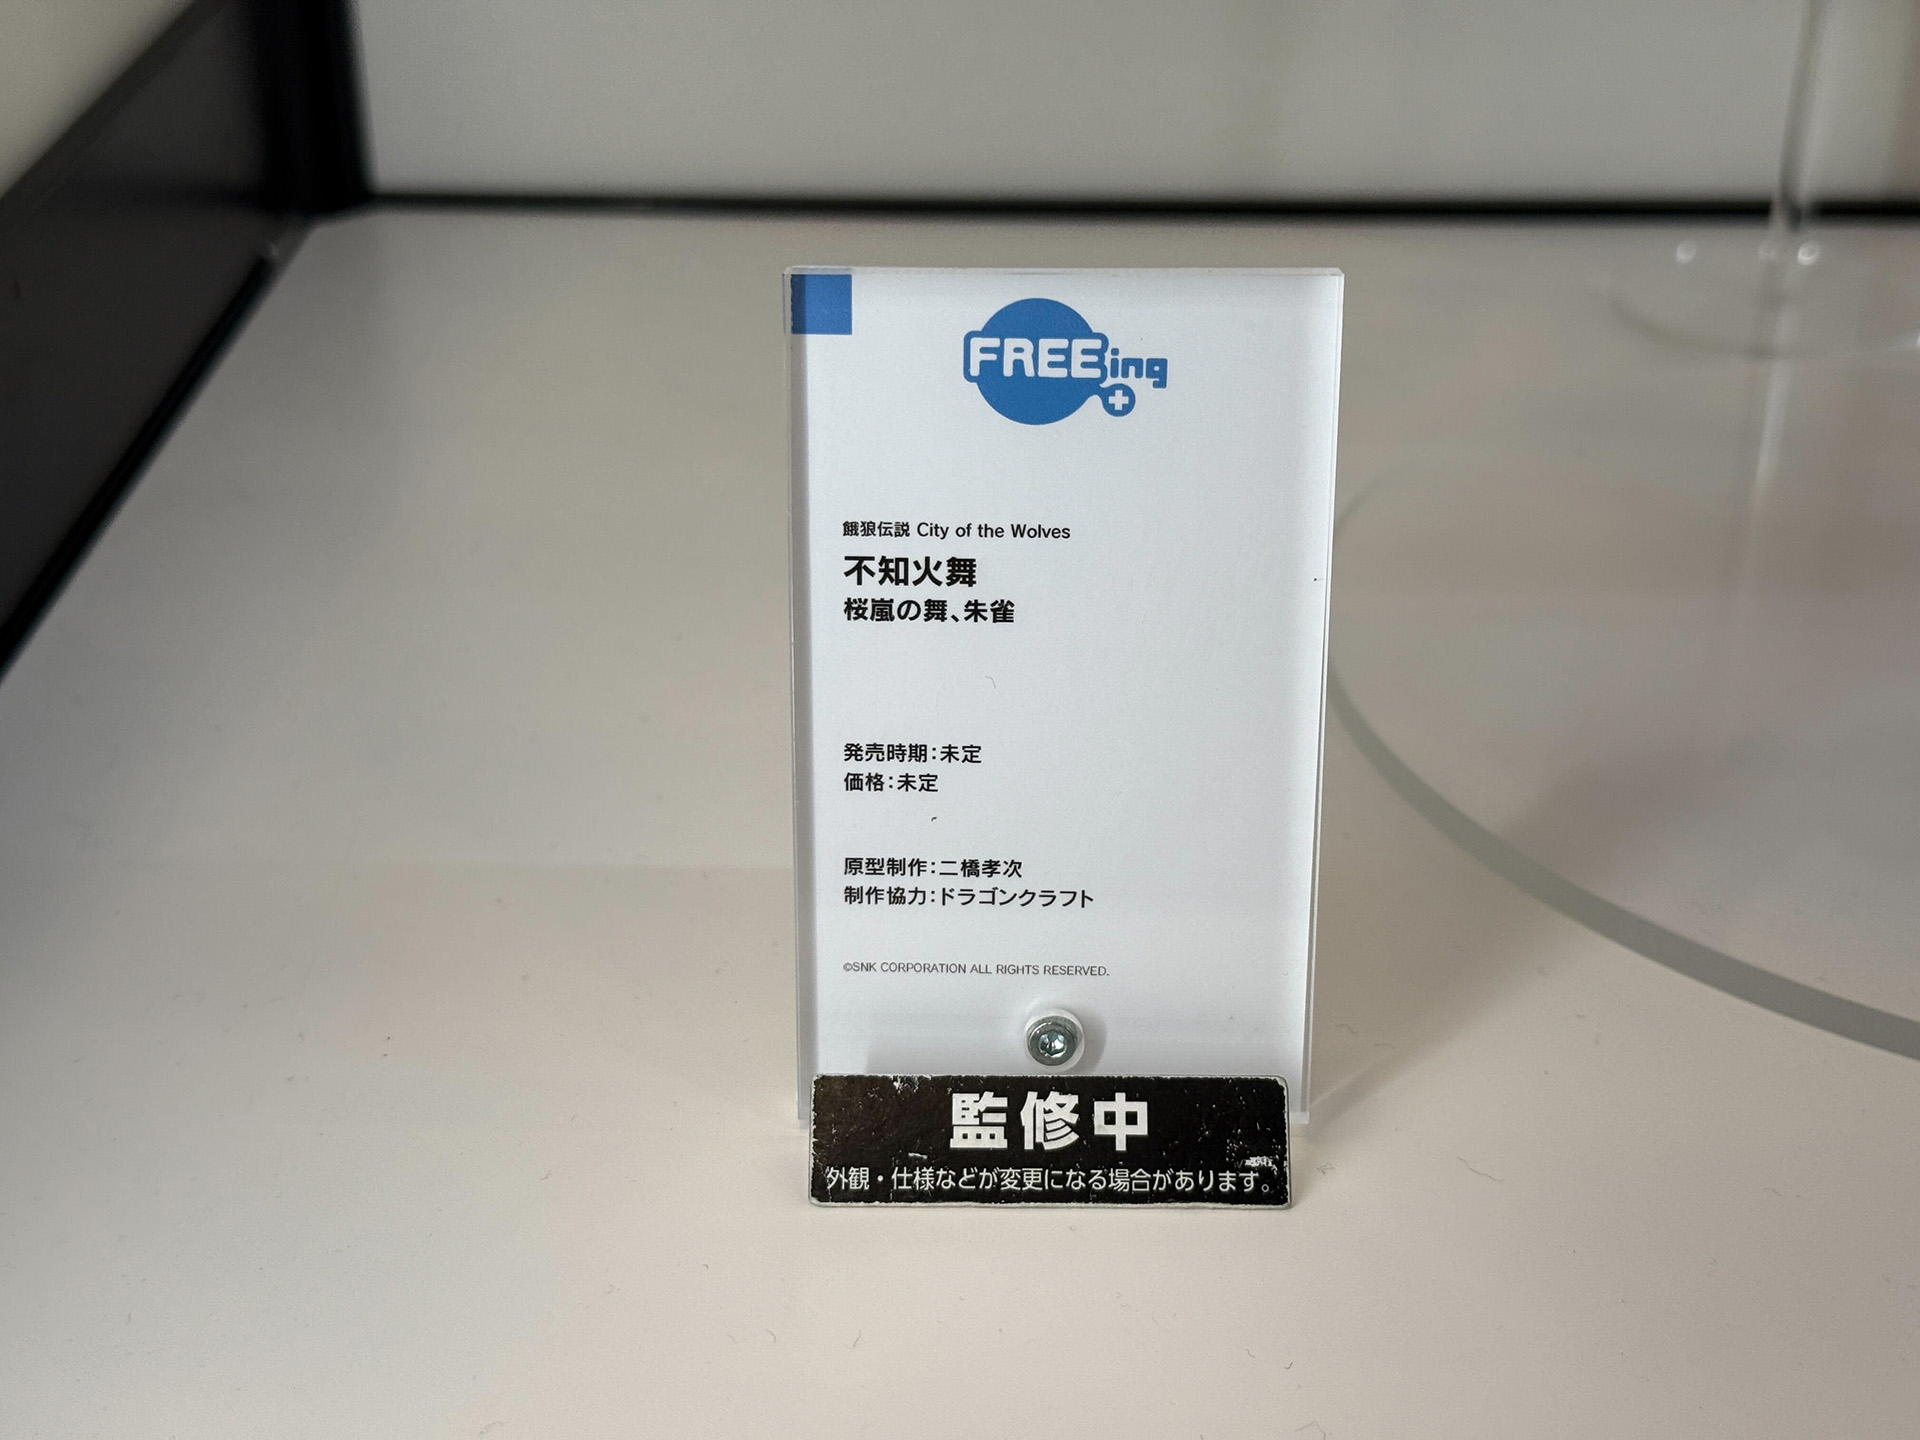 FREEing
餓狼伝説 City of the Wolves
不知火舞
桜嵐の舞、朱雀
発売時期：未定
価格：未定
原型制作：二橋孝次
制作協力：ドラゴンクラフト
©SNK CORPORATION ALL RIGHTS RESERVED.
監修中
外観・仕様などが変更になる場合があります。